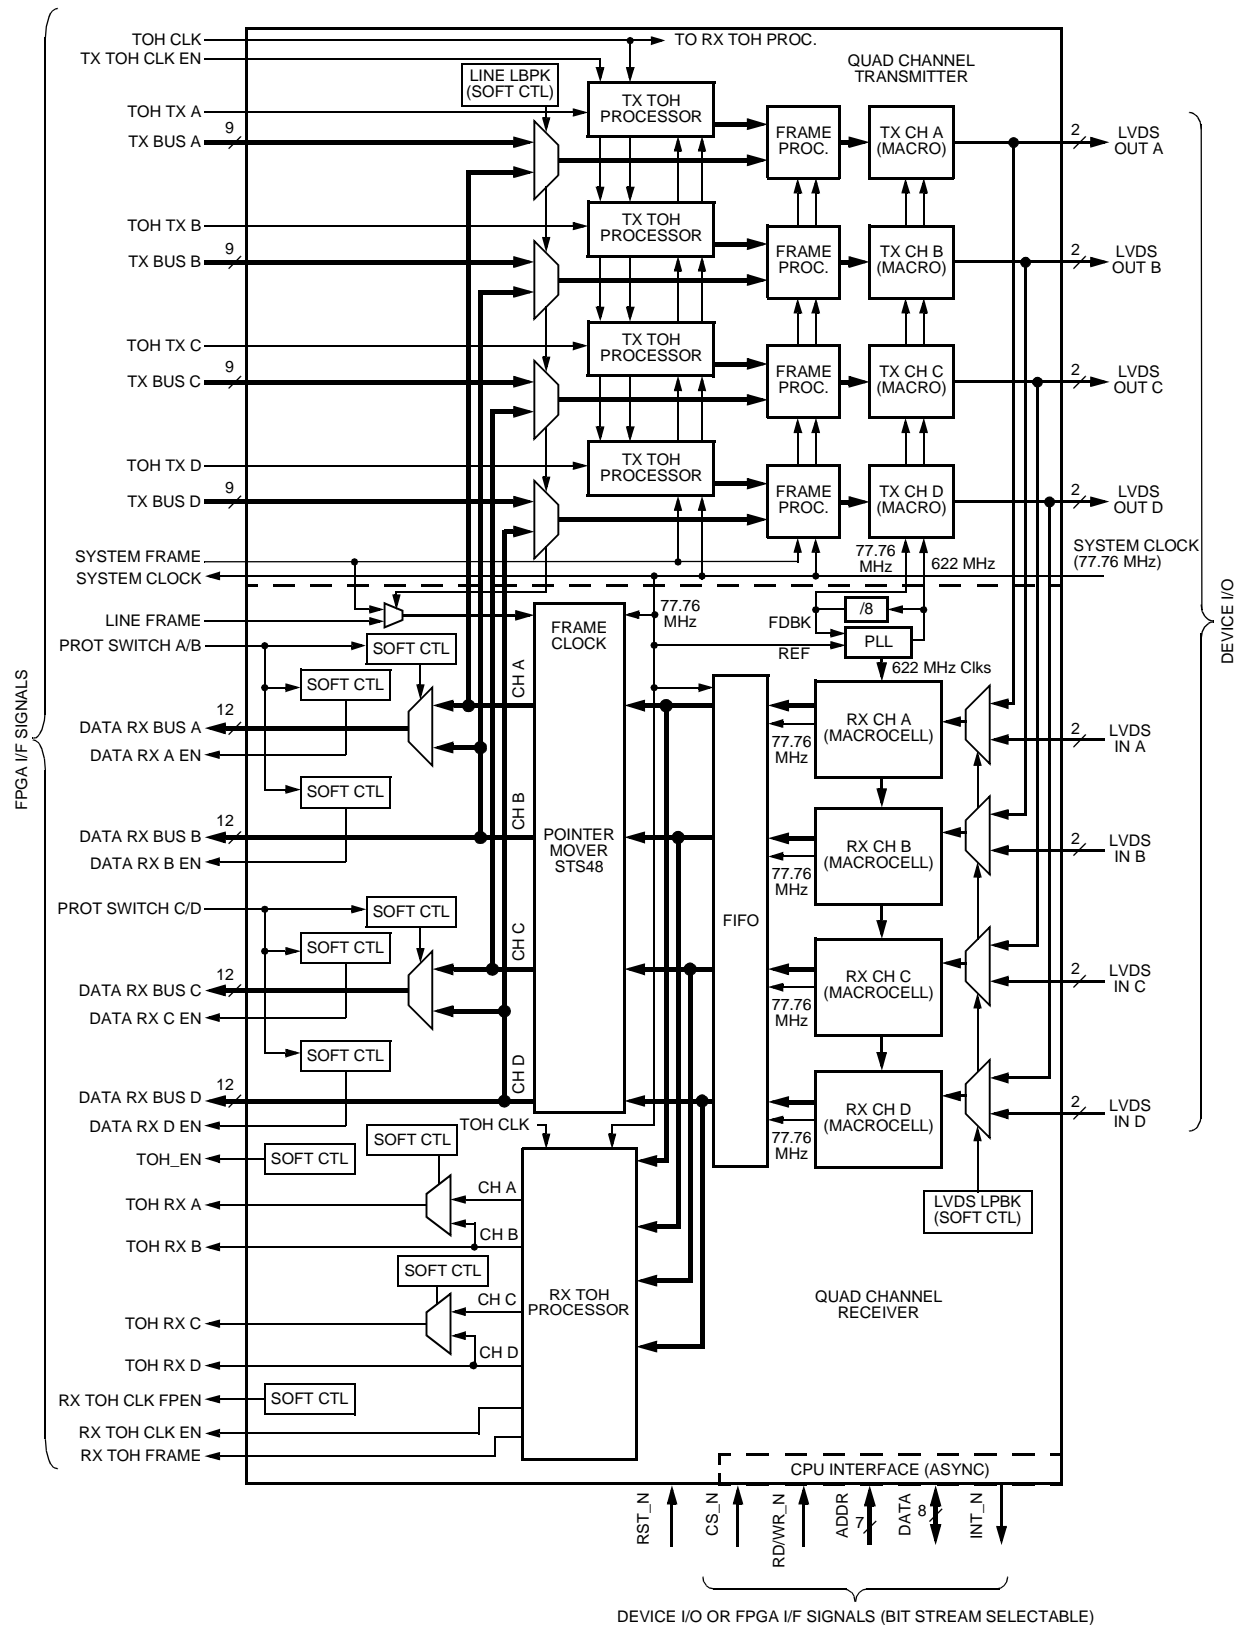 TOH CLK
TO RX TOH PROC.
TX TOH CLK EN
QUAD CHANNEL
TRANSMITTER
LINE LBPK
(SOFT CTL)
TX TOH
PROCESSOR
TOH TX A
9
TX BUS A
FRAME
PROC.
TX CH A
(MACRO)
2
LVDS
OUT A
TX TOH
PROCESSOR
TOH TX B
9
TX BUS B
FRAME
PROC.
TX CH B
(MACRO)
2
LVDS
OUT B
TX TOH
PROCESSOR
TOH TX C
9
TX BUS C
FRAME
PROC.
TX CH C
(MACRO)
2
LVDS
OUT C
TX TOH
PROCESSOR
TOH TX D
9
TX BUS D
FRAME
PROC.
TX CH D
(MACRO)
2
LVDS
OUT D
SYSTEM FRAME
SYSTEM CLOCK
77.76
MHz
622 MHz
SYSTEM CLOCK
(77.76 MHz)
DEVICE I/O
FPGA I/F SIGNALS
LINE FRAME
77.76
MHz
FRAME
CLOCK
/8
FDBK
PLL
REF
622 MHz Clks
PROT SWITCH A/B
SOFT CTL
SOFT CTL
CH A
12
DATA RX BUS A
DATA RX A EN
RX CH A
(MACROCELL)
77.76
MHz
2
LVDS
IN A
SOFT CTL
CH B
12
DATA RX BUS B
DATA RX B EN
POINTER
MOVER
STS48
RX CH B
(MACROCELL)
77.76
MHz
2
LVDS
IN B
FIFO
PROT SWITCH C/D
SOFT CTL
SOFT CTL
CH C
12
DATA RX BUS C
DATA RX C EN
RX CH C
(MACROCELL)
77.76
MHz
2
LVDS
IN C
SOFT CTL
CH D
12
DATA RX BUS D
DATA RX D EN
RX CH D
(MACROCELL)
77.76
MHz
2
LVDS
IN D
TOH CLK
SOFT CTL
TOH_EN
SOFT CTL
TOH RX A
CH A
LVDS LPBK
(SOFT CTL)
CH B
TOH RX B
SOFT CTL
RX TOH
PROCESSOR
QUAD CHANNEL
RECEIVER
CH C
TOH RX C
CH D
TOH RX D
RX TOH CLK FPEN
SOFT CTL
RX TOH CLK EN
RX TOH FRAME
CPU INTERFACE (ASYNC)
RST_N
CS_N
RD/WR_N
ADDR
7
DATA
8
INT_N
DEVICE I/O OR FPGA I/F SIGNALS (BIT STREAM SELECTABLE)